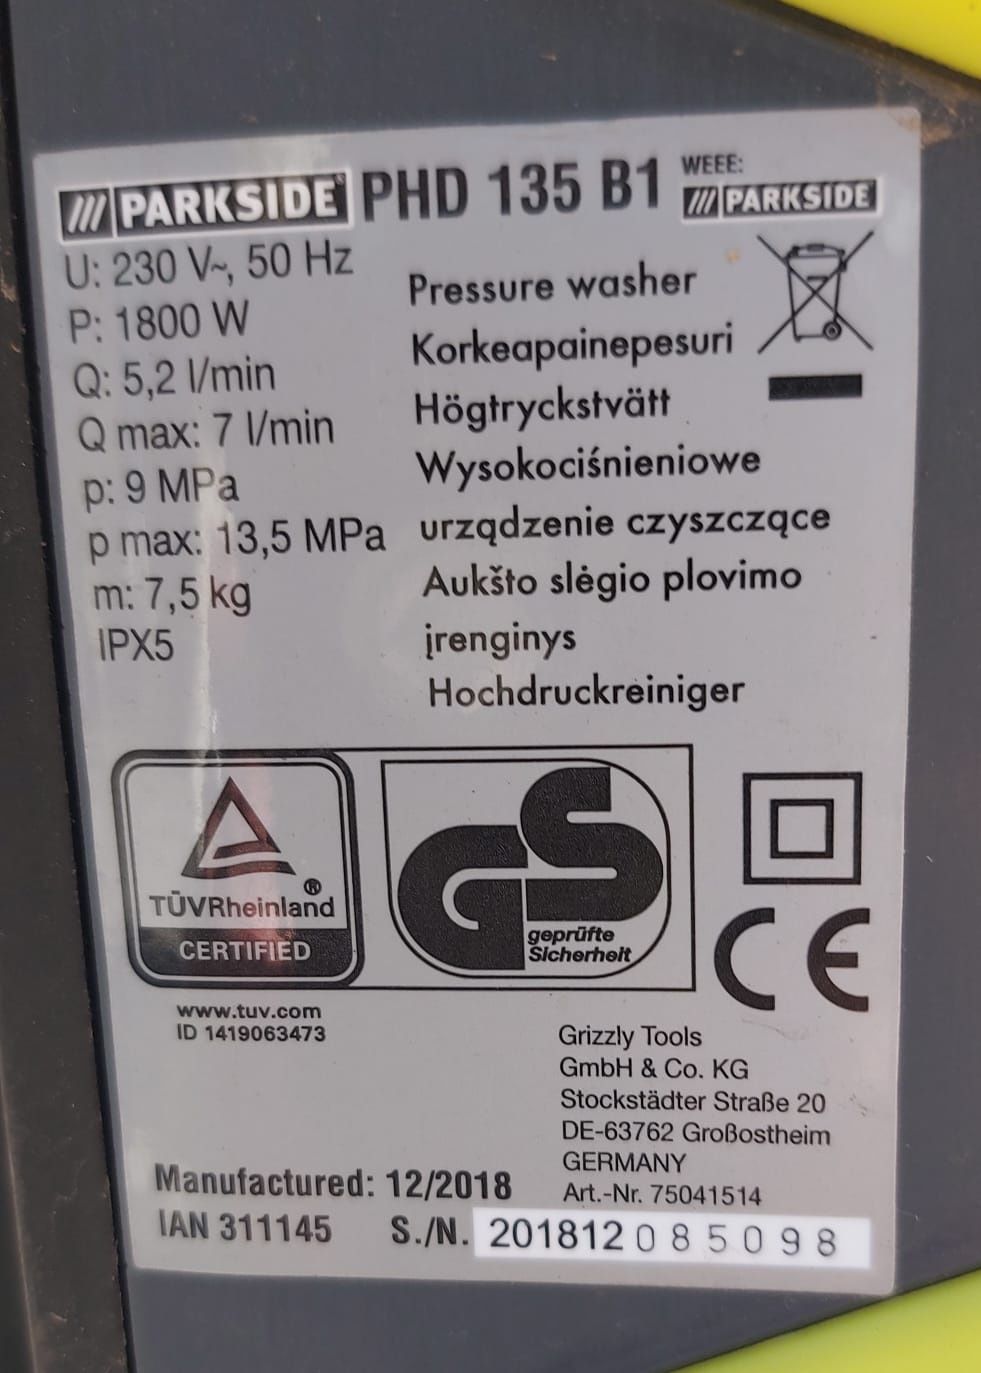 PARKSIDE® PHD 135 B1
WEEE:
PARKSIDE
U: 230 V~, 50 Hz
P: 1800 W
Q: 5,2 l/min
Q max: 7 l/min
p: 9 MPa
p max: 13,5 MPa
m: 7,5 kg
IPX5
Pressure washer
Korkeapainepesuri
Högtryckstvätt
Wysokociśnieniowe
urządzenie czyszczące
Aukšto slėgio plovimo
įrenginys
Hochdruckreiniger
®
TÜVRheinland
CERTIFIED
www.tuv.com
ID 1419063473
GS
geprüfte
Sicherheit
CE
Grizzly Tools
GmbH & Co. KG
Stockstädter Straße 20
DE-63762 Großostheim
GERMANY
Art.-Nr. 75041514
Manufactured: 12/2018
IAN 311145 S./N. 201812 085098